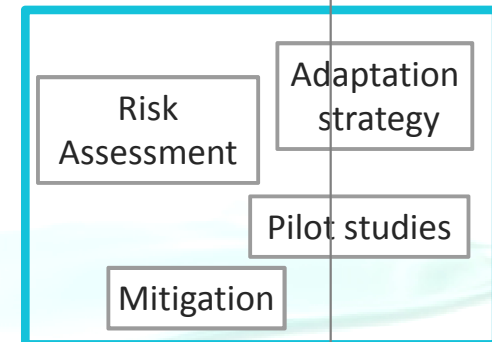 Risk
Assessment
Adaptation
strategy
Pilot studies
Mitigation